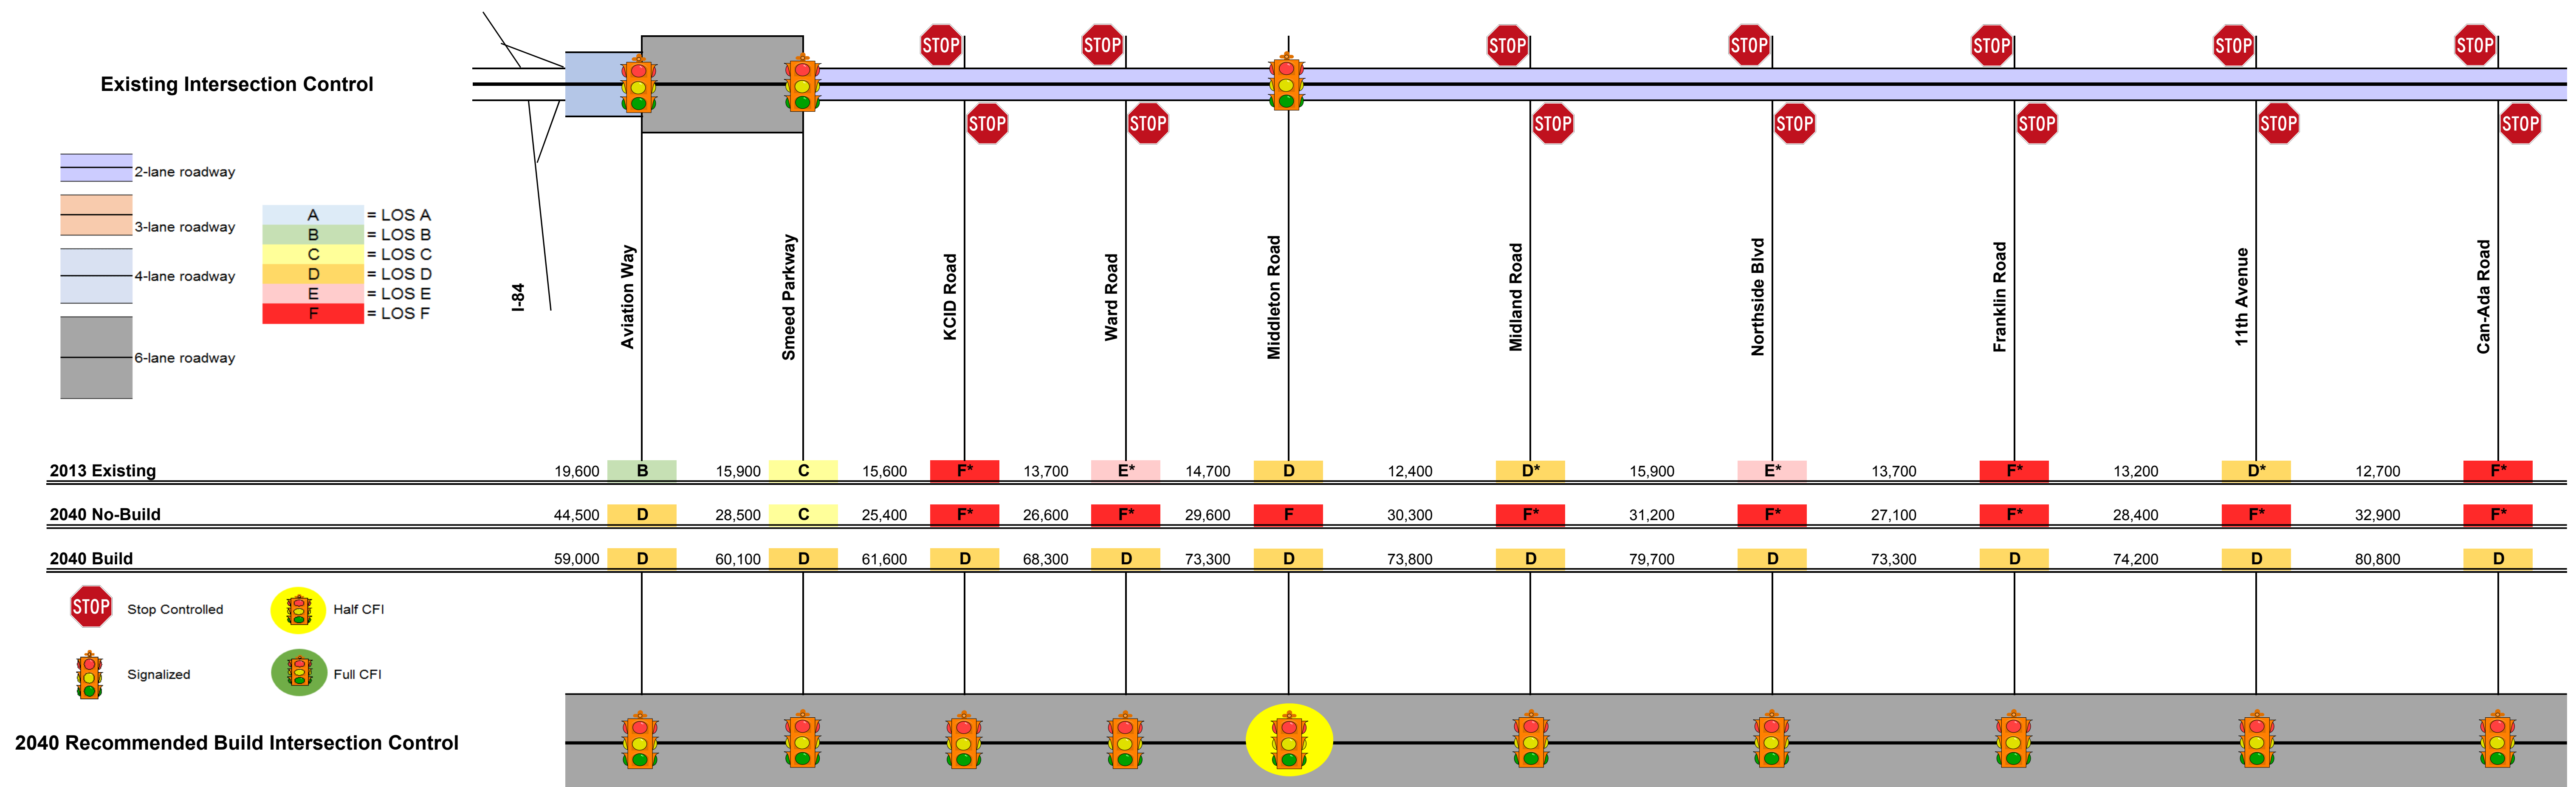 STOP STOP STOP STOP STOP STOP STOP
Existing Intersection Control
STOP STOP STOP STOP STOP STOP STOP
2-lane roadway
3-lane roadway
4-lane roadway
6-lane roadway
A = LOS A
B = LOS B
C = LOS C
D = LOS D
E = LOS E
F = LOS F
I-84
Aviation Way
Smeed Parkway
KCID Road
Ward Road
Middleton Road
Midland Road
Northside Blvd
Franklin Road
11th Avenue
Can-Ada Road
2013 Existing 19,600 B 15,900 C 15,600 F* 13,700 E* 14,700 D 12,400 D* 15,900 E* 13,700 F* 13,200 D* 12,700 F*
2040 No-Build 44,500 D 28,500 C 25,400 F* 26,600 F* 29,600 F 30,300 F* 31,200 F* 27,100 F* 28,400 F* 32,900 F*
2040 Build 59,000 D 60,100 D 61,600 D 68,300 D 73,300 D 73,800 D 79,700 D 73,300 D 74,200 D 80,800 D
STOP Stop Controlled
Half CFI
Signalized
Full CFI
2040 Recommended Build Intersection Control